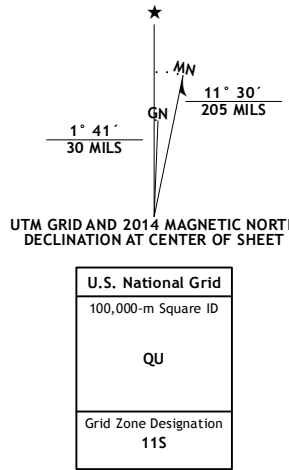 ★
MN
GN
11° 30´
205 MILS
1° 41´
30 MILS
UTM GRID AND 2014 MAGNETIC NORT
DECLINATION AT CENTER OF SHEET
U.S. National Grid
100,000-m Square ID
QU
Grid Zone Designation
11S